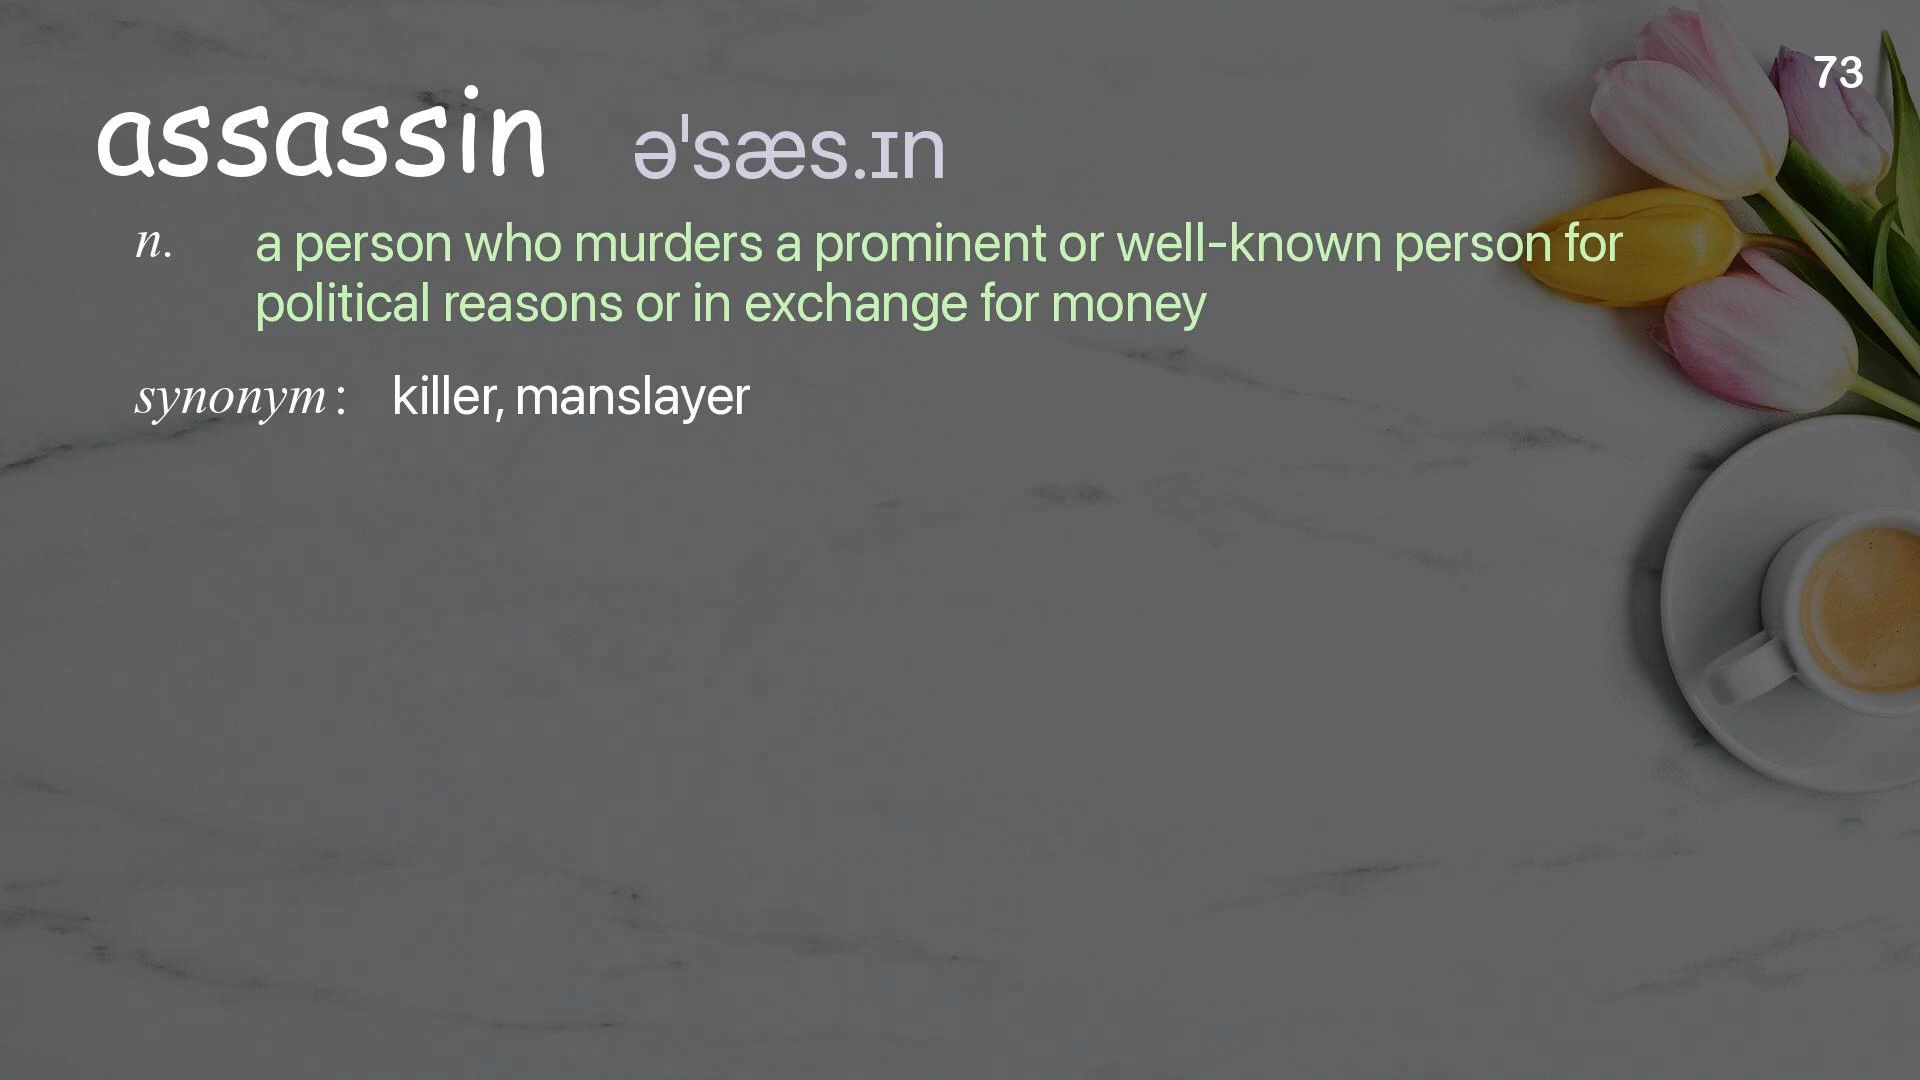 73
assassin əˈsæs.ɪn
n. a person who murders a prominent or well-known person for
political reasons or in exchange for money
synonym: killer, manslayer